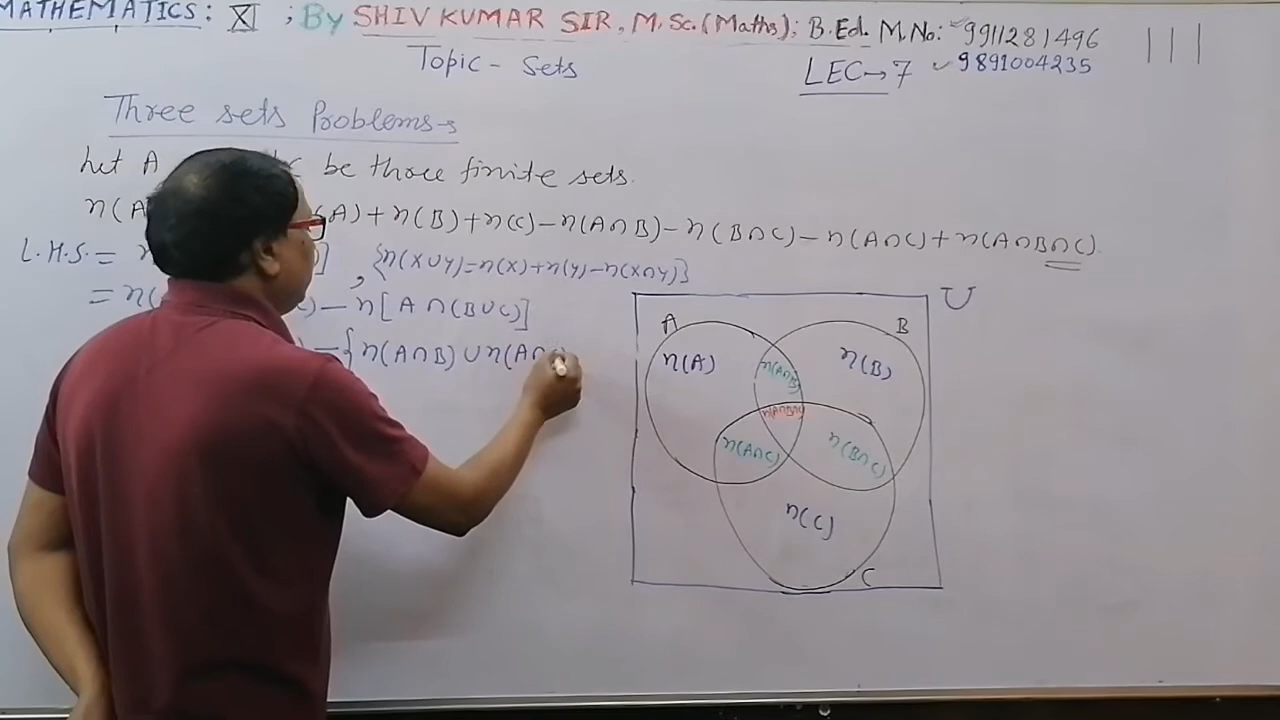 MATHEMATICS: XI ; By SHIV KUMAR SIR, M.Sc.(Maths); B.Ed. M.No: 9911281496
9891004235
Topic - Sets
LEC→7
Three sets Problems→
Let A be three finite sets.
n(A A)+n(B)+n(C)-n(A∩B)-n(B∩C)-n(A∩C)+n(A∩B∩C).
L.H.S. = ], {n(X∪Y)=n(X)+n(Y)-n(X∩Y)}
= n( )-n[A∩(B∪C)]
)-{n(A∩B)∪n(A∩
U
A
B
n(A)
n(B)
n(A∩B)
n(A∩B∩C)
n(A∩C)
n(B∩C)
n(C)
C